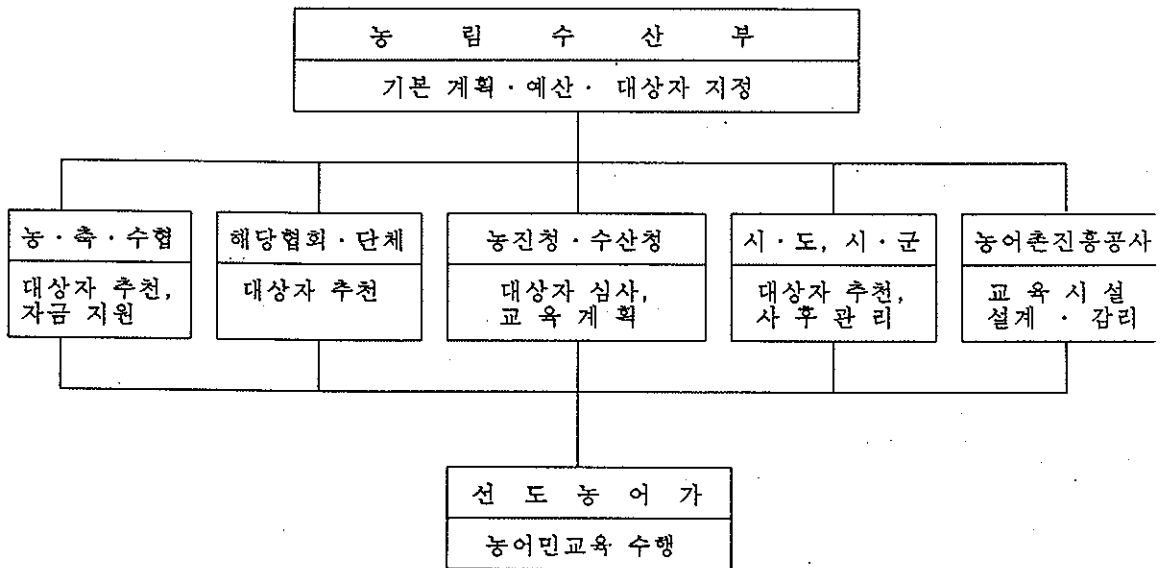 농 림 수 산 부
기본 계획 · 예산 · 대상자 지정
농 · 축 · 수협
대상자 추천,
자금 지원
해당협회 · 단체
대상자 추천
농진청 · 수산청
대상자 심사,
교 육 계 획
시 · 도, 시 · 군
대상자 추천,
사 후 관 리
농어촌진흥공사
교 육 시 설
설계 · 감리
선 도 농 어 가
농어민교육 수행